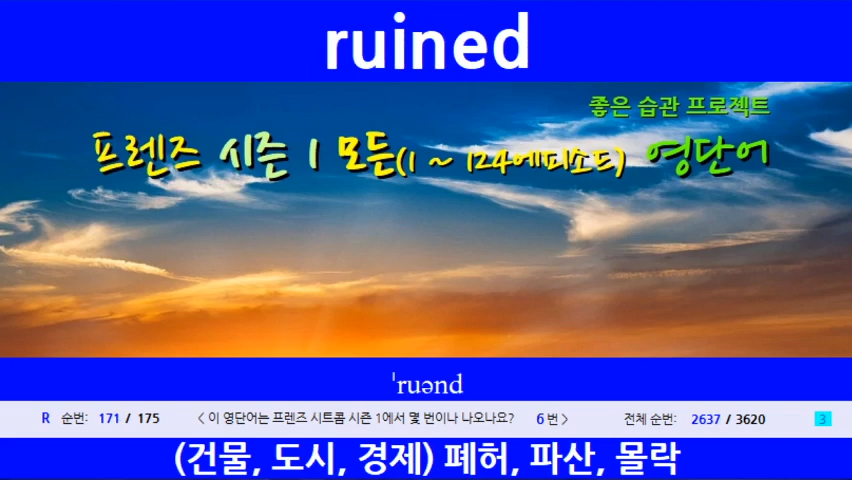 ruined
좋은 습관 프로젝트
프렌즈 시즌 1 모든(1 ~ 124에피소드) 영단어
ˈruənd
R 순번: 171 / 175 < 이 영단어는 프렌즈 시트콤 시즌 1에서 몇 번이나 나오나요? 6 번 > 전체 순번: 2637 / 3620 3
(건물, 도시, 경제) 폐허, 파산, 몰락